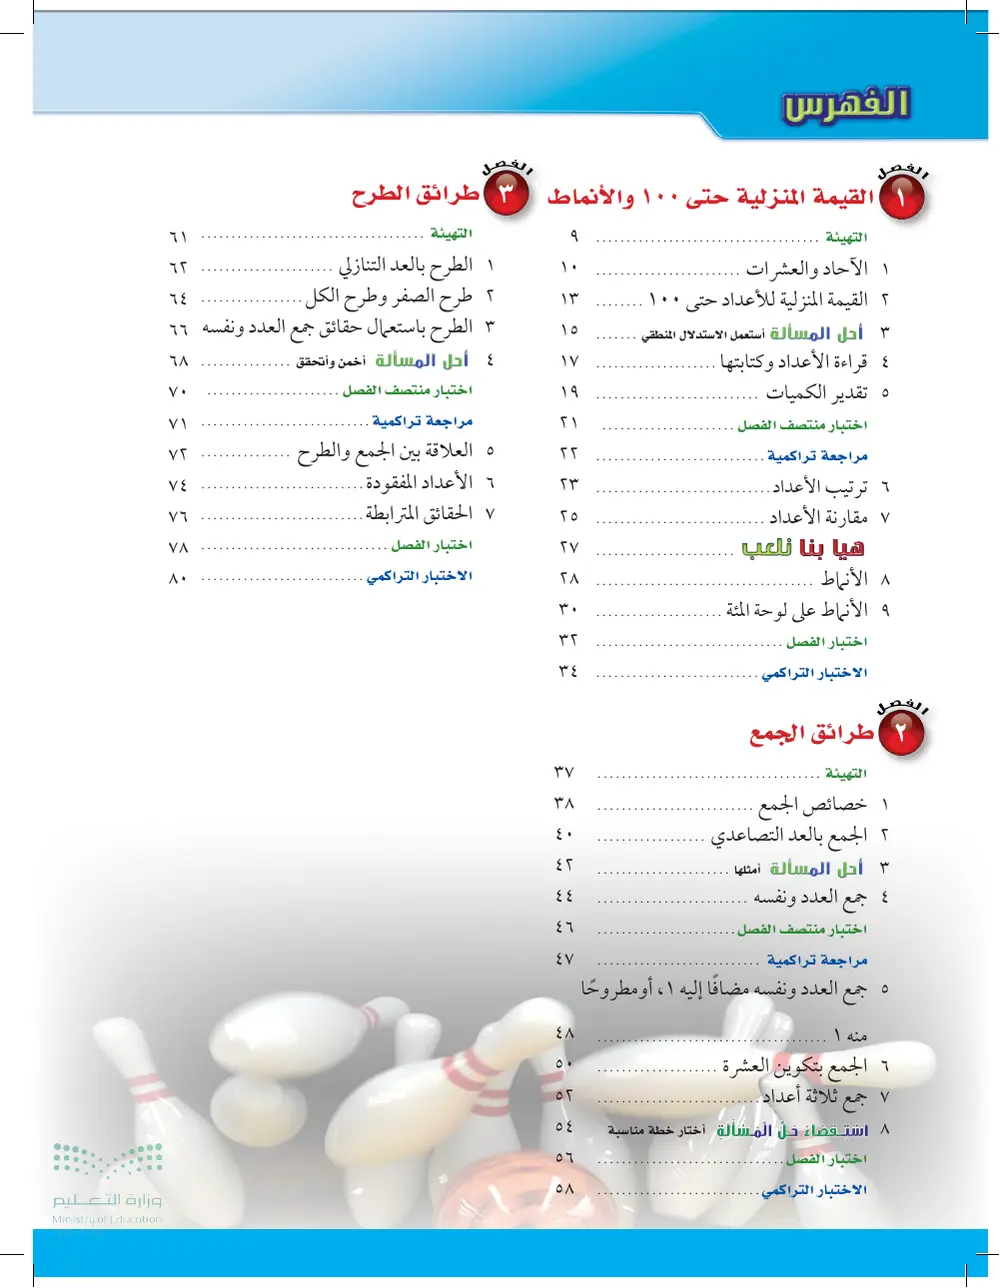 الفهرس
الفصل ١ القيمة المنزلية حتى ١٠٠ والأنماط
التهيئة ..................................... ٩
١ الآحاد والعشرات ........................ ١٠
٢ القيمة المنزلية للأعداد حتى ١٠٠ ........ ١٣
٣ أحل المسألة أستعمل الاستدلال المنطقي ....... ١٥
٤ قراءة الأعداد وكتابتها .................... ١٧
٥ تقدير الكميات ........................... ١٩
اختبار منتصف الفصل ...................... ٢١
مراجعة تراكمية ............................ ٢٢
٦ ترتيب الأعداد ............................. ٢٣
٧ مقارنة الأعداد ............................ ٢٥
هيا بنا نلعب ....................... ٢٧
٨ الأنماط .................................... ٢٨
٩ الأنماط على لوحة المئة ..................... ٣٠
اختبار الفصل ............................... ٣٢
الاختبار التراكمي ........................... ٣٤
الفصل ٢ طرائق الجمع
التهيئة ..................................... ٣٧
١ خصائص الجمع .......................... ٣٨
٢ الجمع بالعد التصاعدي .................. ٤٠
٣ أحل المسألة أمثلها ...................... ٤٢
٤ جمع العدد ونفسه ......................... ٤٤
اختبار منتصف الفصل ....................... ٤٦
مراجعة تراكمية ........................... ٤٧
٥ جمع العدد ونفسه مضافًا إليه ١، أومطروحًا
منه ١ ...................................... ٤٨
٦ الجمع بتكوين العشرة .................... ٥٠
٧ جمع ثلاثة أعداد ........................... ٥٢
٨ استقصاء حل المسألة أختار خطة مناسبة ٥٤
اختبار الفصل ............................... ٥٦
الاختبار التراكمي ........................... ٥٨
الفصل ٣ طرائق الطرح
التهيئة ..................................... ٦١
١ الطرح بالعد التنازلي ...................... ٦٢
٢ طرح الصفر وطرح الكل ................. ٦٤
٣ الطرح باستعمال حقائق جمع العدد ونفسه ٦٦
٤ أحل المسألة أخمن وأتحقق ............... ٦٨
اختبار منتصف الفصل ...................... ٧٠
مراجعة تراكمية ............................ ٧١
٥ العلاقة بين الجمع والطرح ............... ٧٢
٦ الأعداد المفقودة ........................... ٧٤
٧ الحقائق المترابطة ........................... ٧٦
اختبار الفصل ............................... ٧٨
الاختبار التراكمي ........................... ٨٠
وزارة التعليم
Ministry of Education